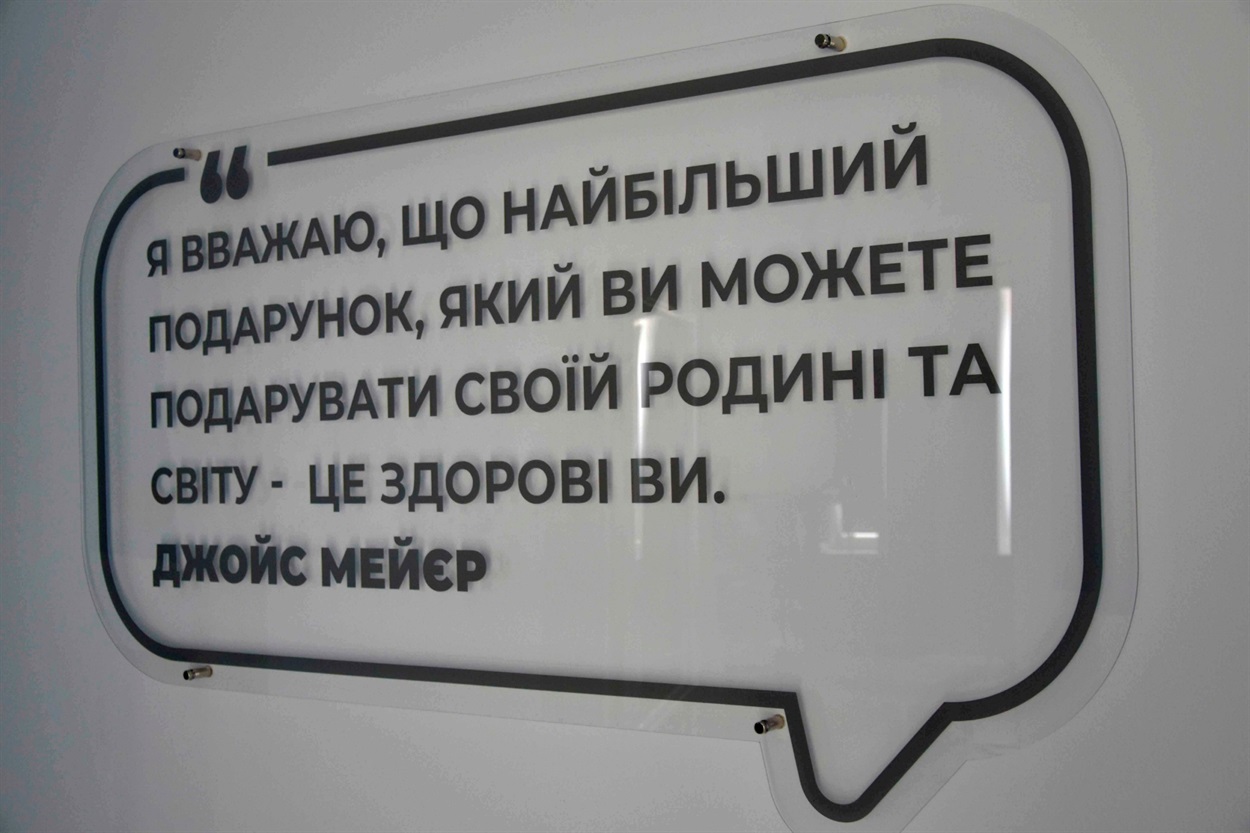 “
Я ВВАЖАЮ, ЩО НАЙБІЛЬШИЙ
ПОДАРУНОК, ЯКИЙ ВИ МОЖЕТЕ
ПОДАРУВАТИ СВОЇЙ РОДИНІ ТА
СВІТУ - ЦЕ ЗДОРОВІ ВИ.
ДЖОЙС МЕЙЄР